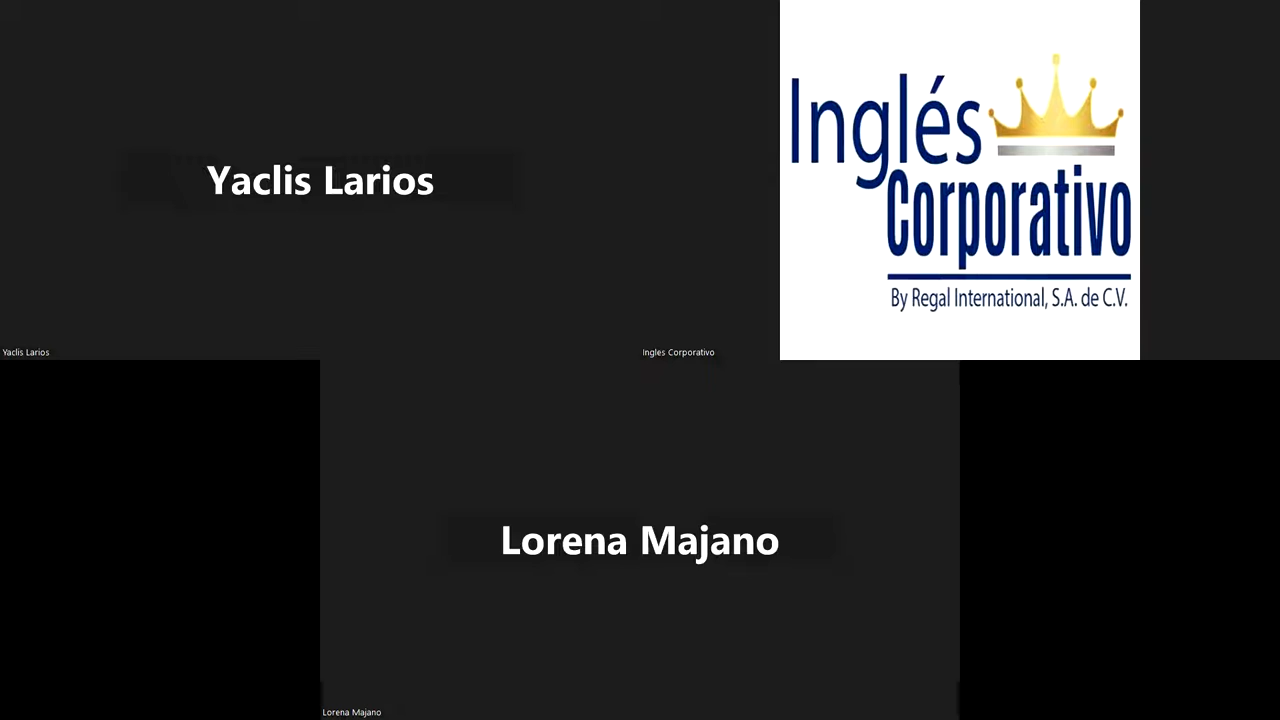 Yaclis Larios
Inglés
Corporativo
By Regal International, S.A. de C.V.
Yaclis Larios
Ingles Corporativo
Lorena Majano
Lorena Majano